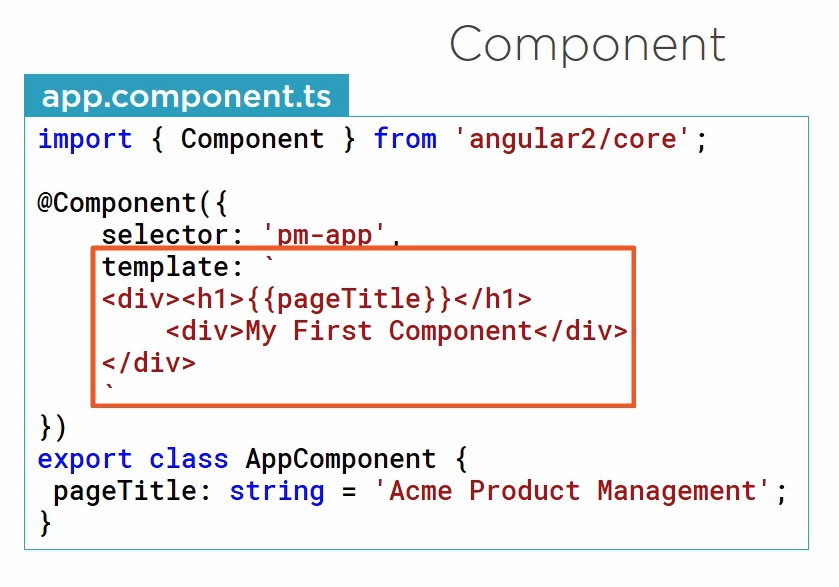 Component
app.component.ts
import { Component } from 'angular2/core';
@Component({
    selector: 'pm-app',
    template: `
    <div><h1>{{pageTitle}}</h1>
        <div>My First Component</div>
    </div>
    `
})
export class AppComponent {
 pageTitle: string = 'Acme Product Management';
}